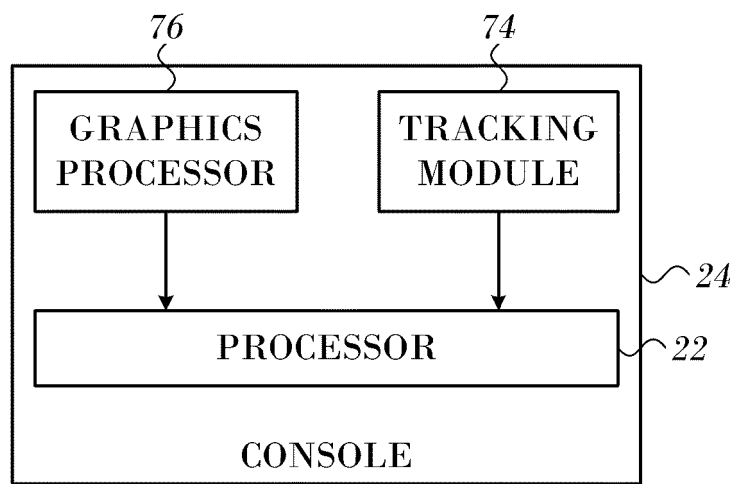 76
74
GRAPHICS
PROCESSOR
TRACKING
MODULE
24
PROCESSOR
22
CONSOLE